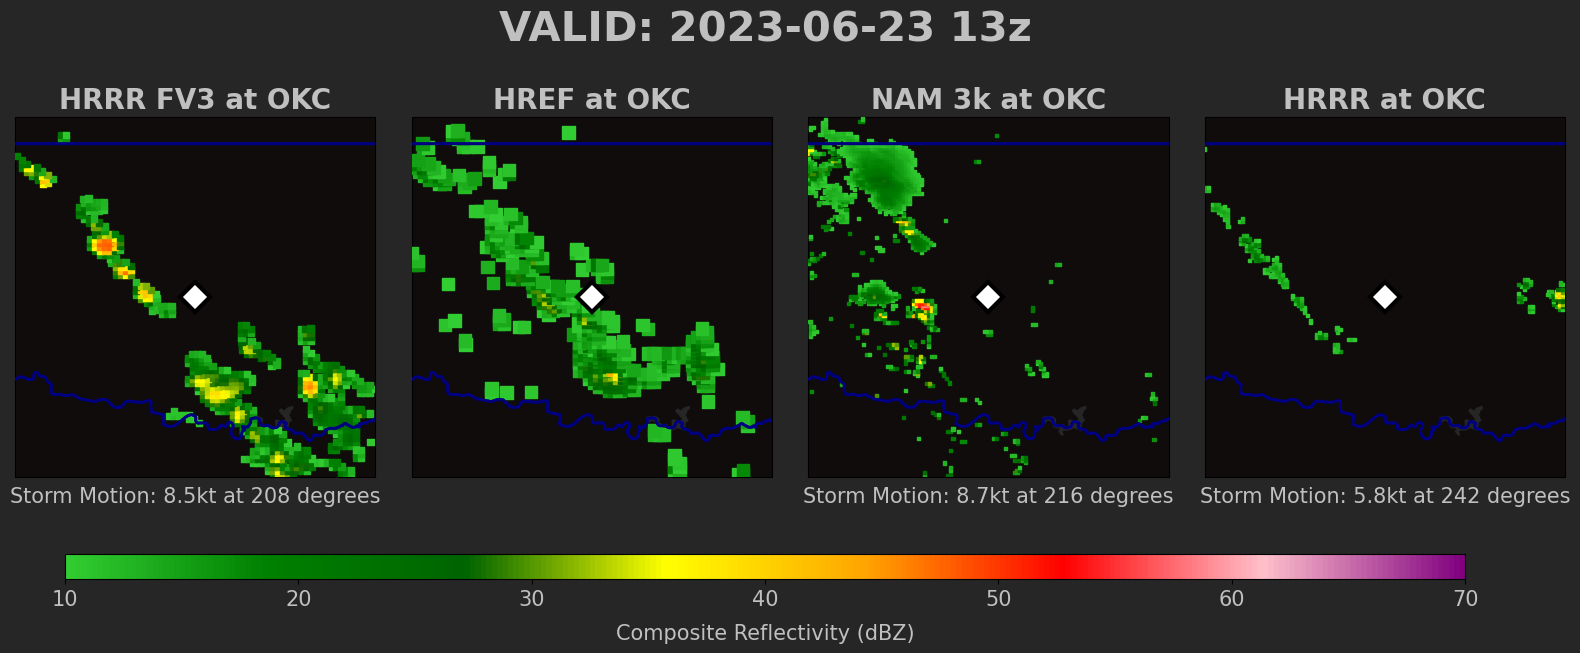 VALID: 2023-06-23 13z
HRRR FV3 at OKC
HREF at OKC
NAM 3k at OKC
HRRR at OKC
Storm Motion: 8.5kt at 208 degrees
Storm Motion: 8.7kt at 216 degrees
Storm Motion: 5.8kt at 242 degrees
10 20 30 40 50 60 70
Composite Reflectivity (dBZ)